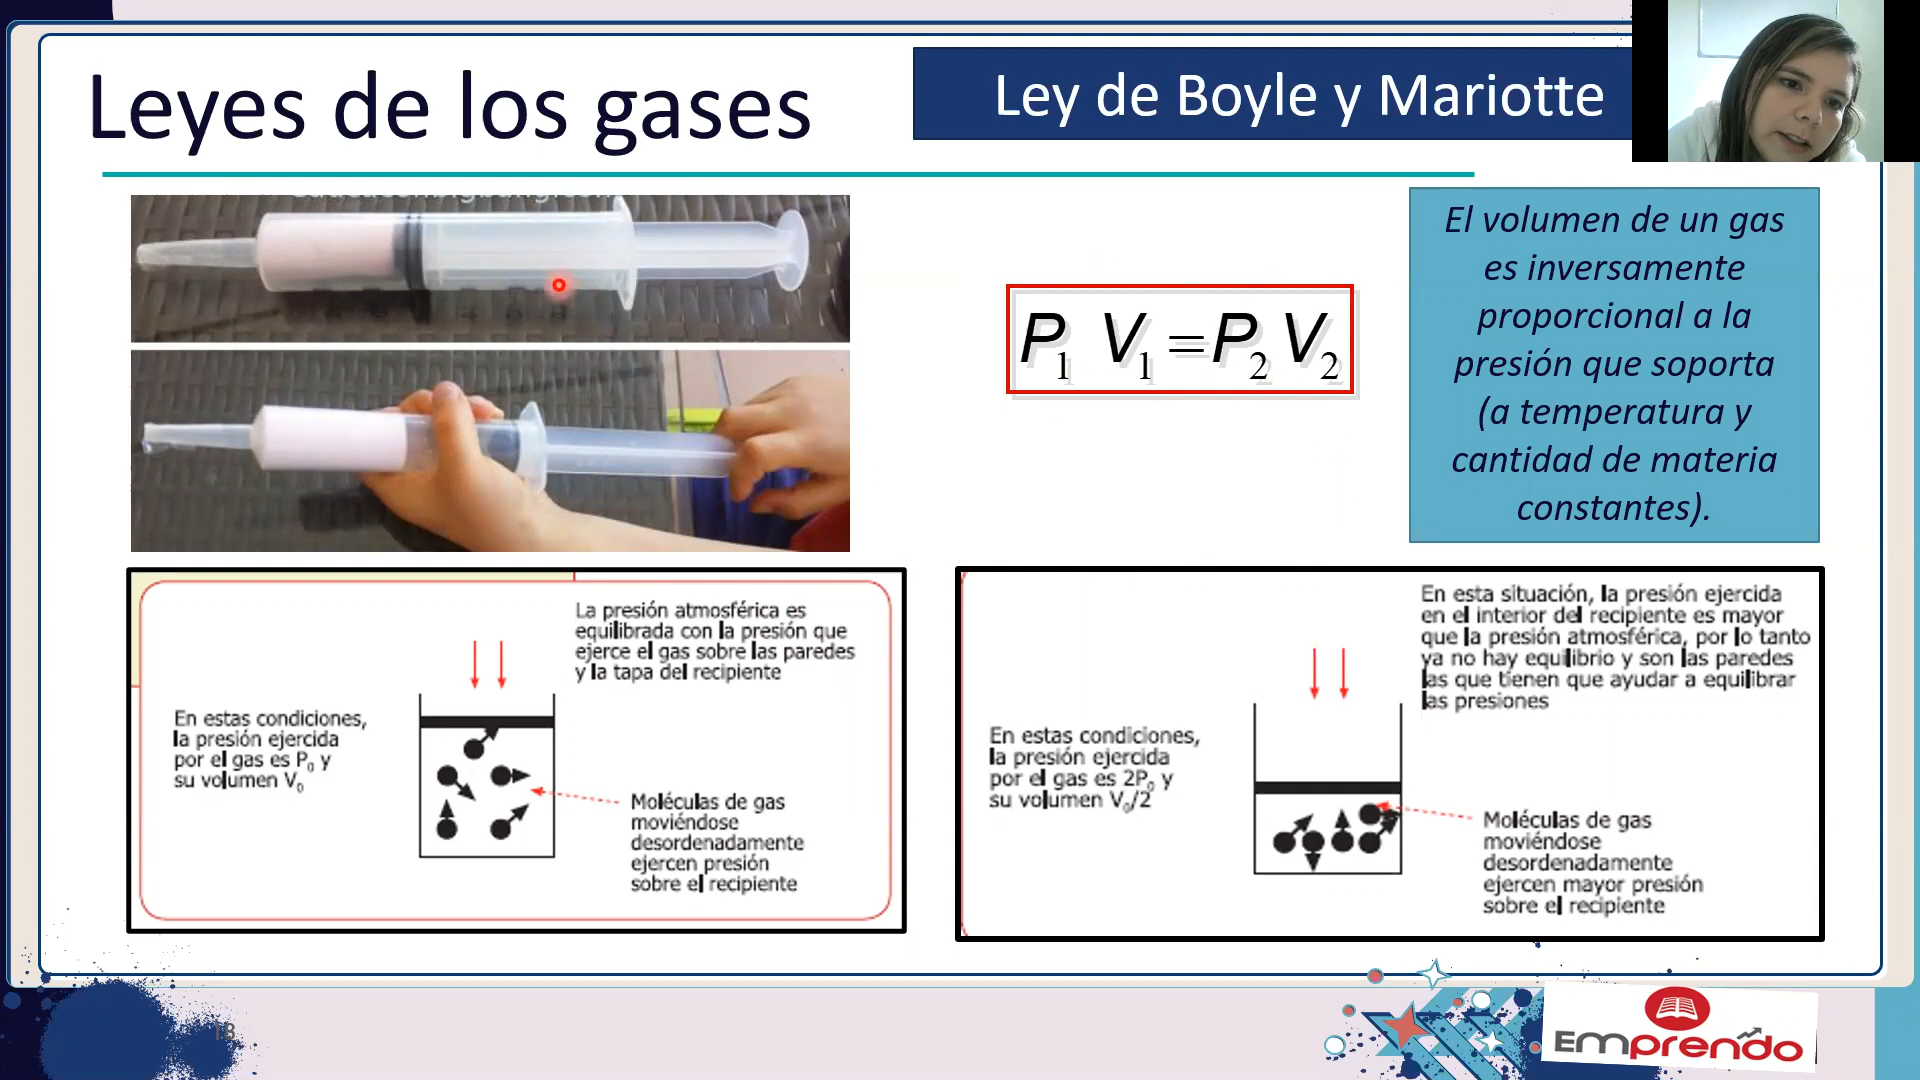 Leyes de los gases
Ley de Boyle y Mariotte
P1 V1 = P2 V2
El volumen de un gas
es inversamente
proporcional a la
presión que soporta
(a temperatura y
cantidad de materia
constantes).
La presión atmosférica es
equilibrada con la presión que
ejerce el gas sobre las paredes
y la tapa del recipiente
En estas condiciones,
la presión ejercida
por el gas es P0 y
su volumen V0
Moléculas de gas
moviéndose
desordenadamente
ejercen presión
sobre el recipiente
En esta situación, la presión ejercida
en el interior del recipiente es mayor
que la presión atmosférica, por lo tanto
ya no hay equilibrio y son las paredes
las que tienen que ayudar a equilibrar
las presiones
En estas condiciones,
la presión ejercida
por el gas es 2P0 y
su volumen V0/2
Moléculas de gas
moviéndose
desordenadamente
ejercen mayor presión
sobre el recipiente
18
Emprendo